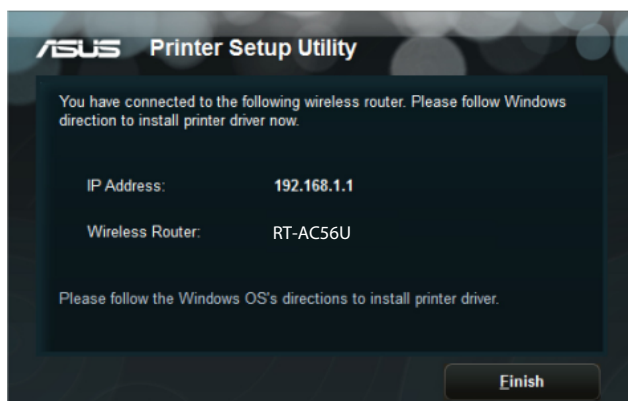 ASUS Printer Setup Utility
You have connected to the following wireless router. Please follow Windows
direction to install printer driver now.
IP Address: 192.168.1.1
Wireless Router: RT-AC56U
Please follow the Windows OS's directions to install printer driver.
Finish